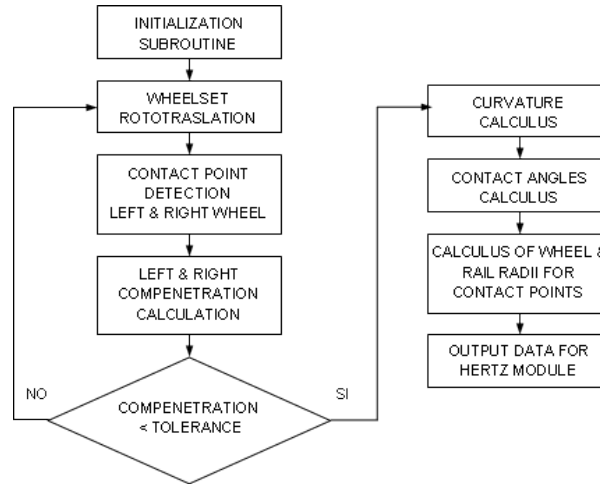 INITIALIZATION
SUBROUTINE
WHEELSET
ROTOTRASLATION
CONTACT POINT
DETECTION
LEFT & RIGHT WHEEL
LEFT & RIGHT
COMPENETRATION
CALCULATION
NO
COMPENETRATION
< TOLERANCE
SI
CURVATURE
CALCULUS
CONTACT ANGLES
CALCULUS
CALCULUS OF WHEEL &
RAIL RADII FOR
CONTACT POINTS
OUTPUT DATA FOR
HERTZ MODULE